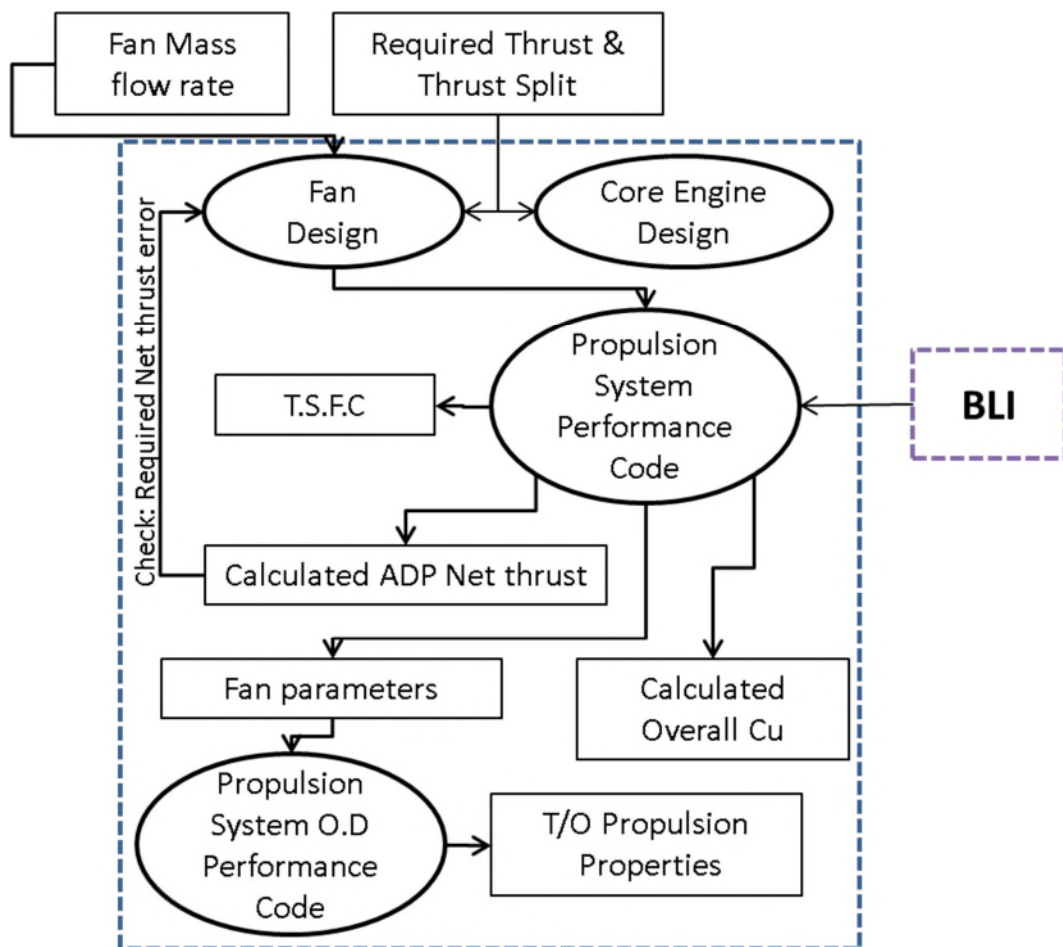 Fan Mass
flow rate
Required Thrust &
Thrust Split
Fan
Design
Core Engine
Design
Check: Required Net thrust error
Propulsion
System
Performance
Code
T.S.F.C
BLI
Calculated ADP Net thrust
Fan parameters
Calculated
Overall Cu
Propulsion
System O.D
Performance
Code
T/O Propulsion
Properties